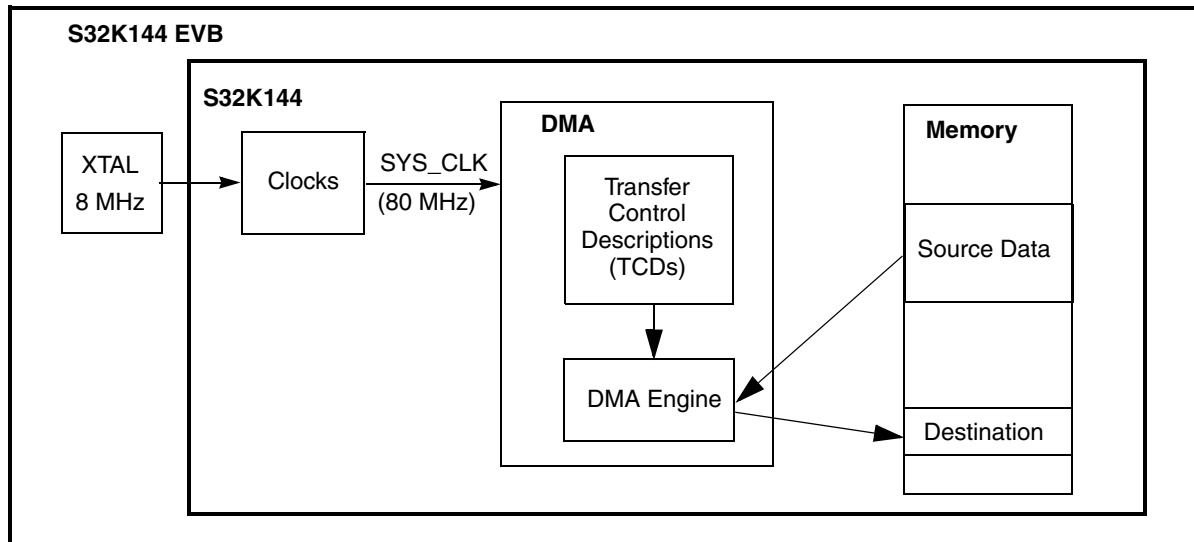 S32K144 EVB
S32K144
XTAL
8 MHz
Clocks
SYS_CLK
(80 MHz)
DMA
Transfer
Control
Descriptions
(TCDs)
DMA Engine
Memory
Source Data
Destination